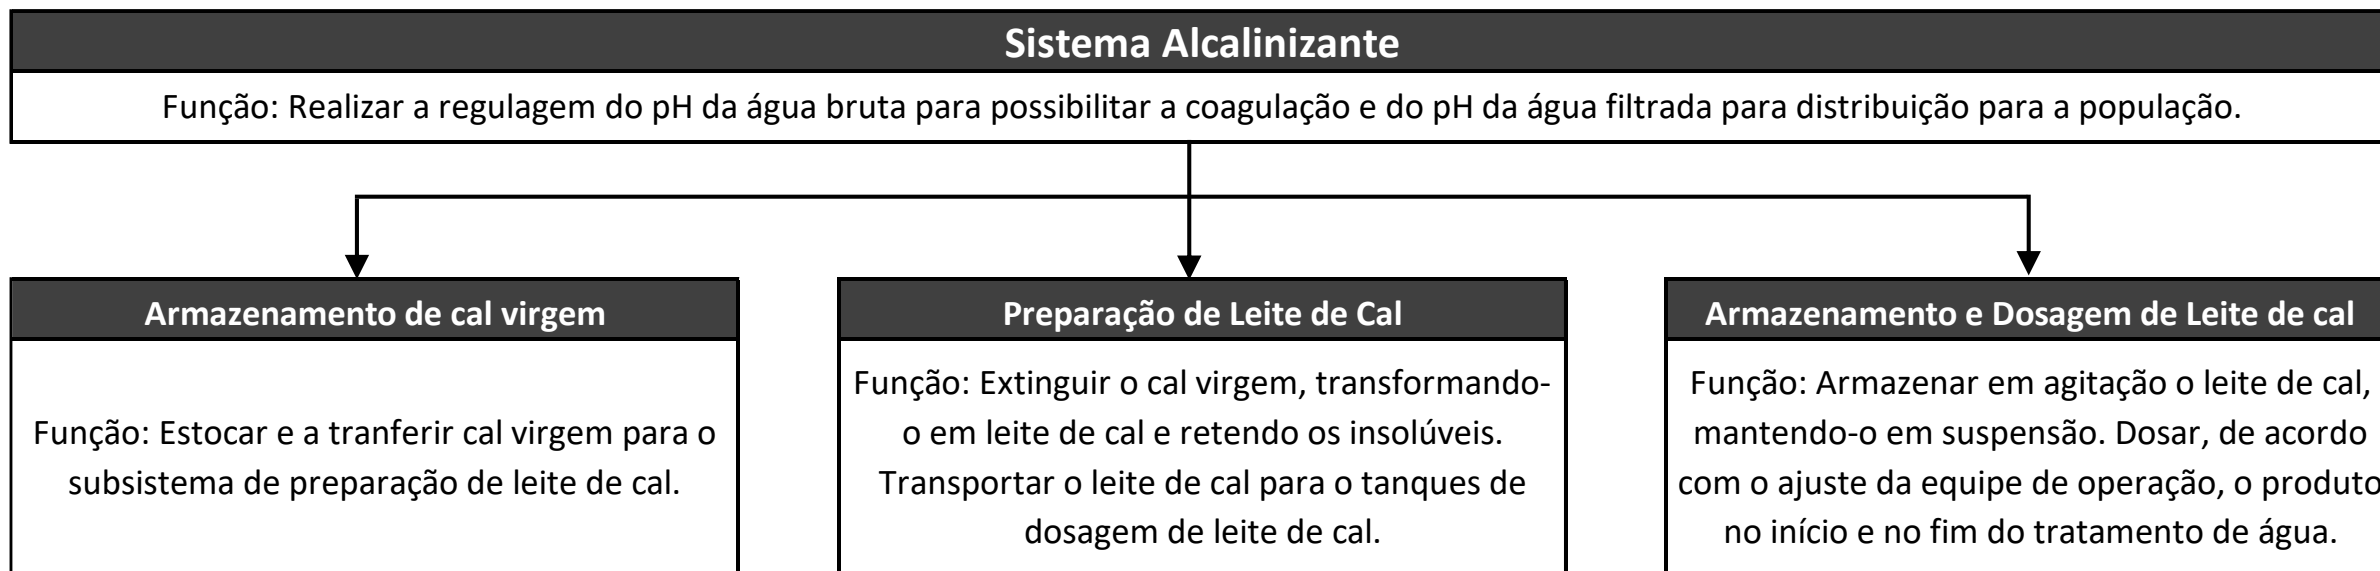 Sistema Alcalinizante
Função: Realizar a regulagem do pH da água bruta para possibilitar a coagulação e do pH da água filtrada para distribuição para a população.
Armazenamento de cal virgem
Função: Estocar e a tranferir cal virgem para o
subsistema de preparação de leite de cal.
Preparação de Leite de Cal
Função: Extinguir o cal virgem, transformando-
o em leite de cal e retendo os insolúveis.
Transportar o leite de cal para o tanques de
dosagem de leite de cal.
Armazenamento e Dosagem de Leite de cal
Função: Armazenar em agitação o leite de cal,
mantendo-o em suspensão. Dosar, de acordo
com o ajuste da equipe de operação, o produto
no início e no fim do tratamento de água.